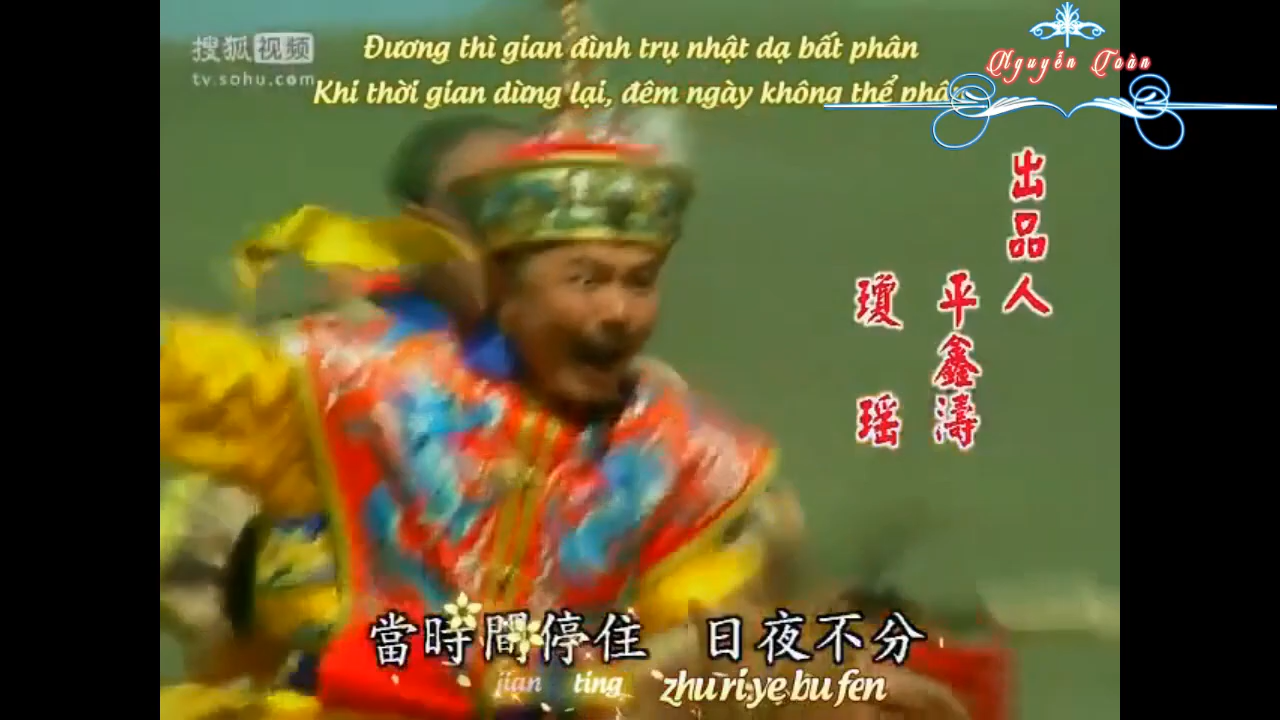 搜狐视频
tv.sohu.com
Đương thì gian đình trụ nhật dạ bất phân
Khi thời gian dừng lại, đêm ngày không thể phân
Nguyễn Toàn
出品人
平鑫濤
瓊瑤
當時間停住 日夜不分
jian ting zhu ri ye bu fen